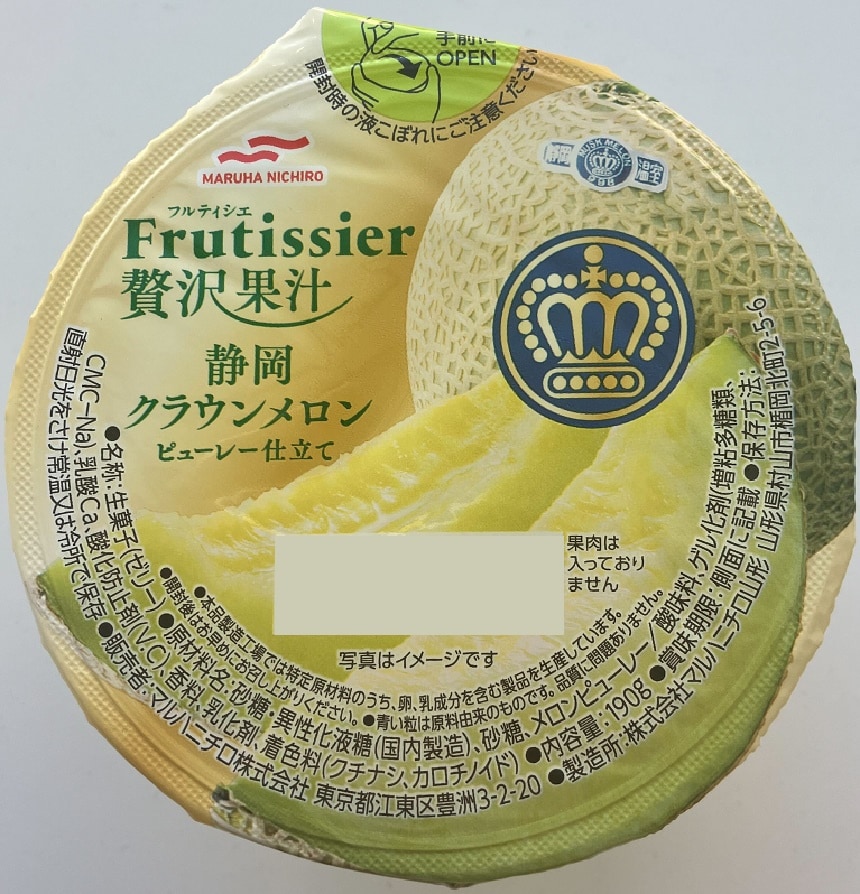 手前に
OPEN
開封時の液こぼれにご注意ください
MARUHA NICHIRO
フルティシエ
Frutissier
贅沢果汁
静岡
クラウンメロン
ピューレー仕立て
静岡
MUSK MELON
温室
果肉は
入っており
ません
写真はイメージです
●本品製造工場では特定原材料のうち、卵、乳成分を含む製品を生産しています。
●開封後はお早めにお召し上がりください。●青い粒は原料由来のものです。品質に問題ありません。
●名称:生菓子(ゼリー)●原材料名:砂糖・異性化液糖(国内製造)、砂糖、メロンピューレー/酸味料、ゲル化剤(増粘多糖類、
CMC-Na)、乳酸Ca、酸化防止剤(V.C)、香料、乳化剤、着色料(クチナシ、カロチノイド)●内容量:190g●賞味期限:側面に記載●保存方法:
直射日光をさけ常温又は冷所で保存●販売者:マルハニチロ株式会社 東京都江東区豊洲3-2-20●製造所:株式会社マルハニチロ山形 山形県村山市楯岡北町2-5-6